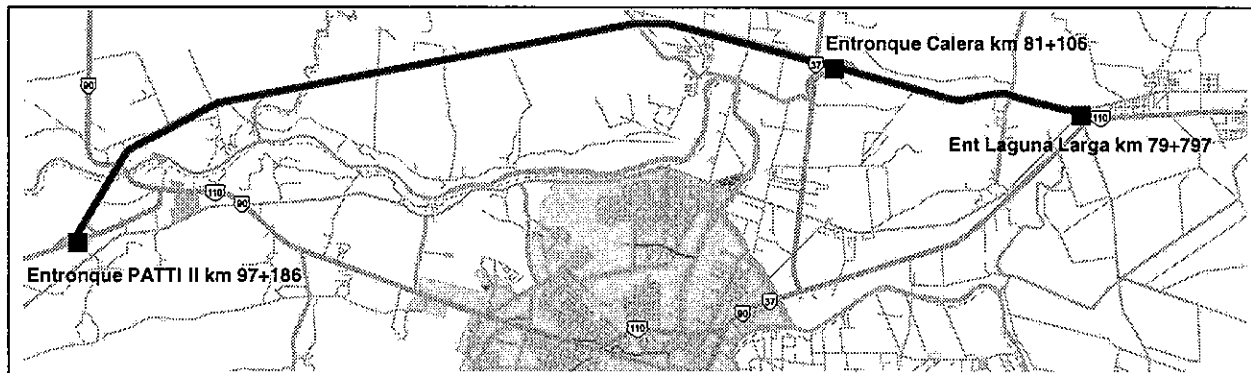 Entronque Calera km 81+105
37
90
110
Ent Laguna Larga km 79+797
110
90
Entronque PATTI II km 97+186
37
90
110